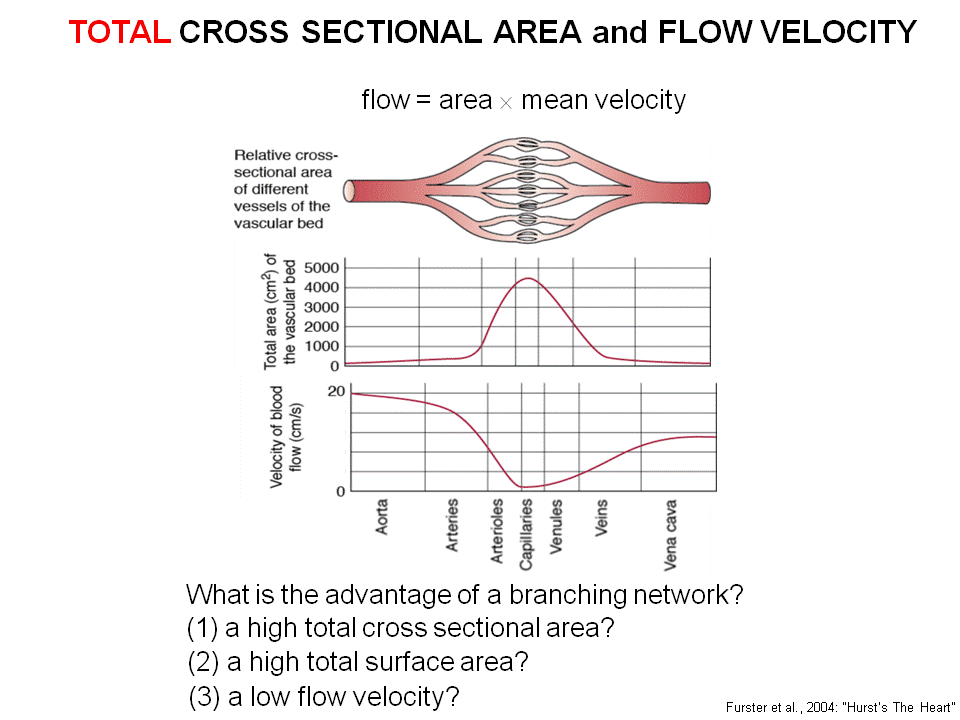 TOTAL CROSS SECTIONAL AREA and FLOW VELOCITY
flow = area × mean velocity
Relative cross-
sectional area
of different
vessels of the
vascular bed
Total area (cm²) of
the vascular bed
5000
4000
3000
2000
1000
0
Velocity of blood
flow (cm/s)
20
0
Aorta
Arteries
Arterioles
Capillaries
Venules
Veins
Vena cava
What is the advantage of a branching network?
(1) a high total cross sectional area?
(2) a high total surface area?
(3) a low flow velocity?
Furster et al., 2004: "Hurst's The Heart"